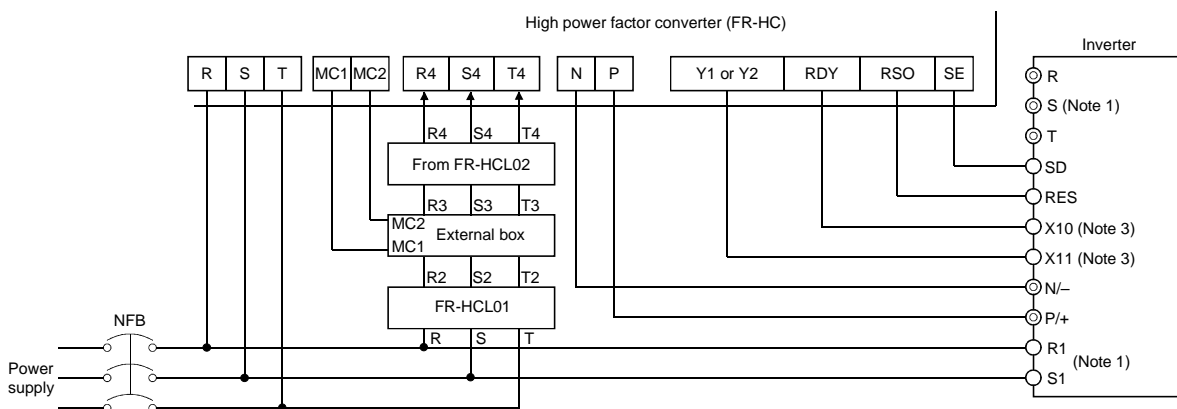 High power factor converter (FR-HC)
Inverter
R S T MC1 MC2 R4 S4 T4 N P Y1 or Y2 RDY RSO SE
R
S (Note 1)
T
R4 S4 T4
From FR-HCL02
SD
RES
R3 S3 T3
MC2
External box
MC1
X10 (Note 3)
X11 (Note 3)
R2 S2 T2
N/–
FR-HCL01
P/+
NFB
R S T
R1
(Note 1)
Power
supply
S1